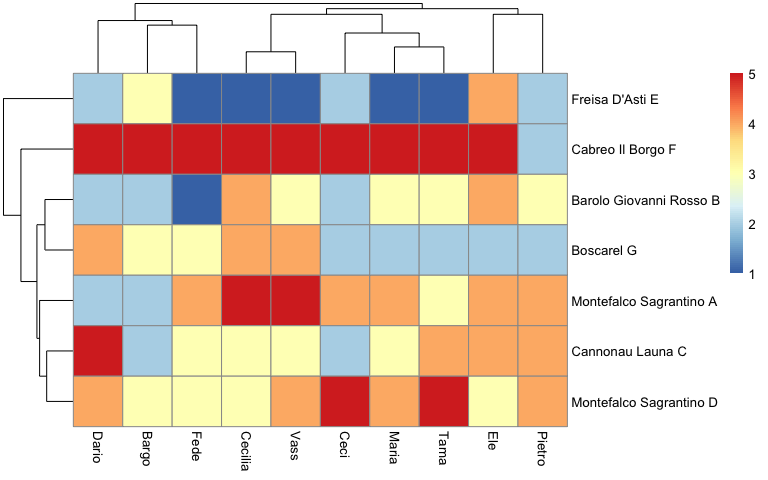 5
4
3
2
1
Freisa D'Asti E
Cabreo Il Borgo F
Barolo Giovanni Rosso B
Boscarel G
Montefalco Sagrantino A
Cannonau Launa C
Montefalco Sagrantino D
Dario
Bargo
Fede
Cecilia
Vass
Ceci
Maria
Tama
Ele
Pietro